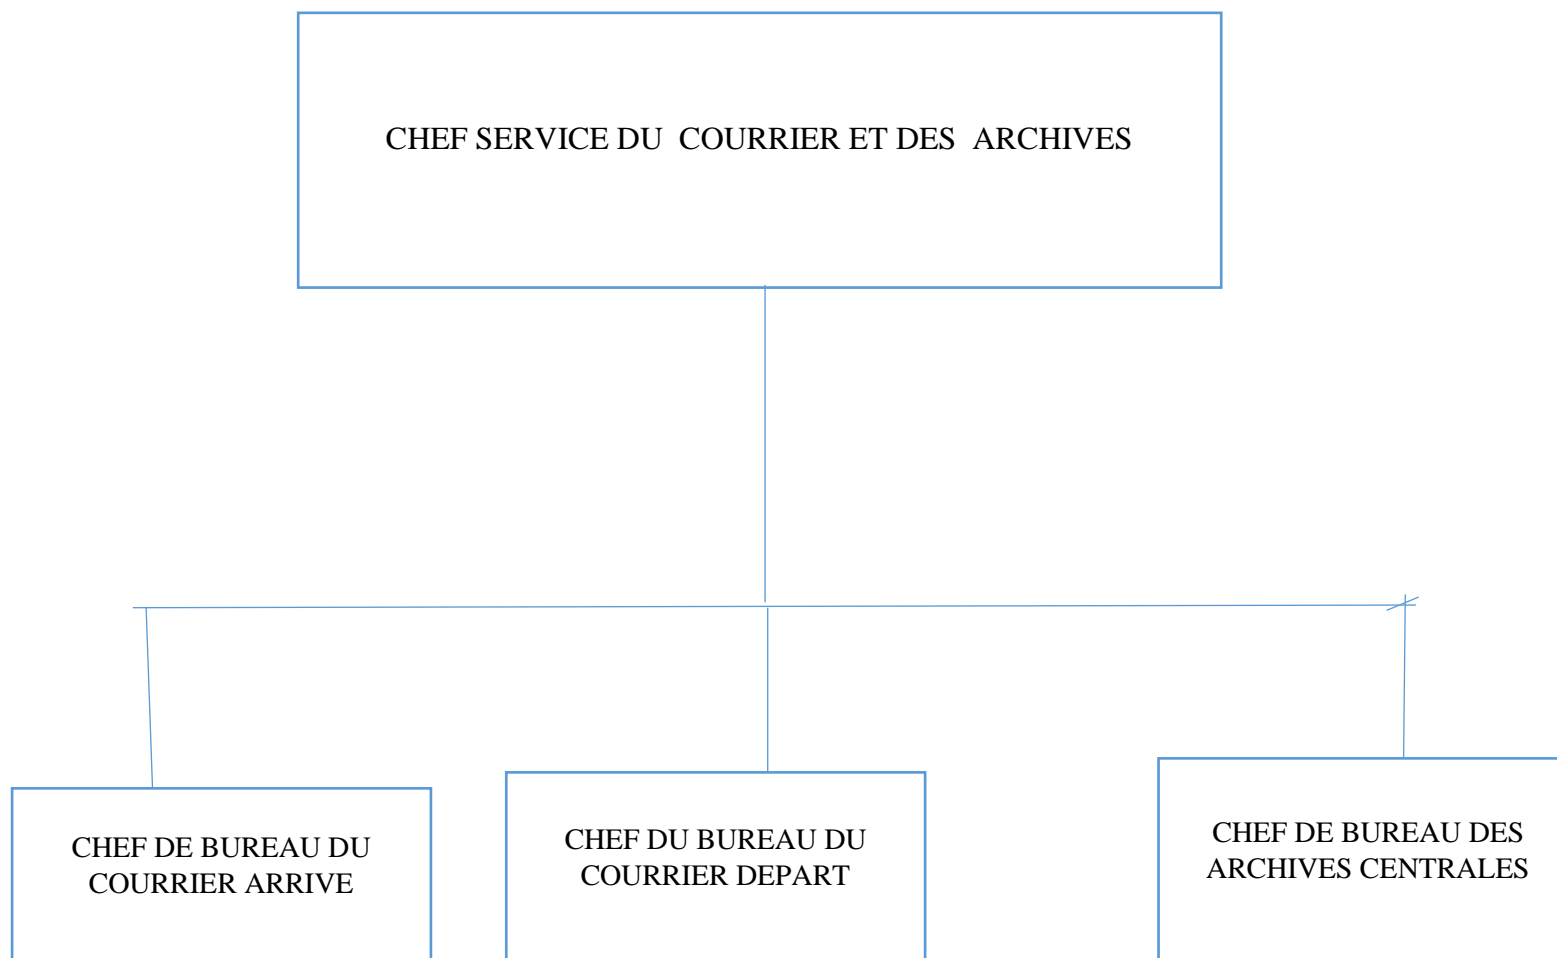 CHEF SERVICE DU COURRIER ET DES ARCHIVES
CHEF DE BUREAU DU
COURRIER ARRIVE
CHEF DU BUREAU DU
COURRIER DEPART
CHEF DE BUREAU DES
ARCHIVES CENTRALES